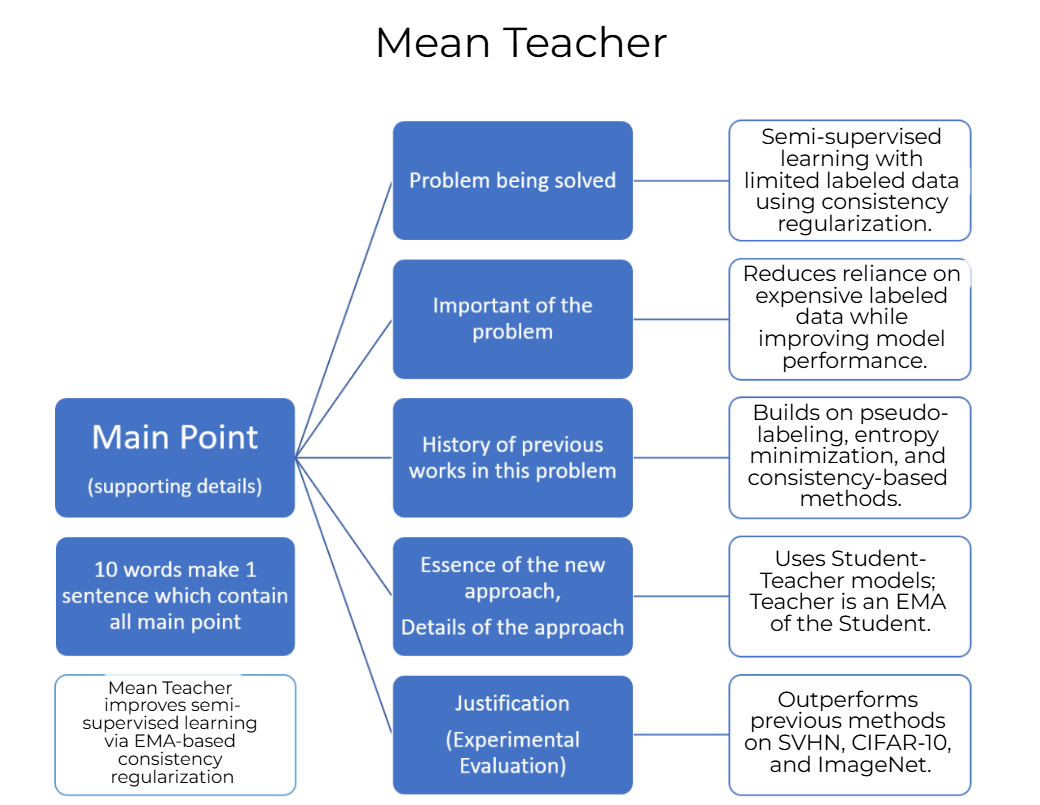 Mean Teacher
Main Point
(supporting details)
10 words make 1
sentence which contain
all main point
Mean Teacher
improves semi-
supervised learning
via EMA-based
consistency
regularization
Problem being solved
Semi-supervised
learning with
limited labeled data
using consistency
regularization.
Important of the
problem
Reduces reliance on
expensive labeled
data while
improving model
performance.
History of previous
works in this problem
Builds on pseudo-
labeling, entropy
minimization, and
consistency-based
methods.
Essence of the new
approach,
Details of the approach
Uses Student-
Teacher models;
Teacher is an EMA
of the Student.
Justification
(Experimental
Evaluation)
Outperforms
previous methods
on SVHN, CIFAR-10,
and ImageNet.